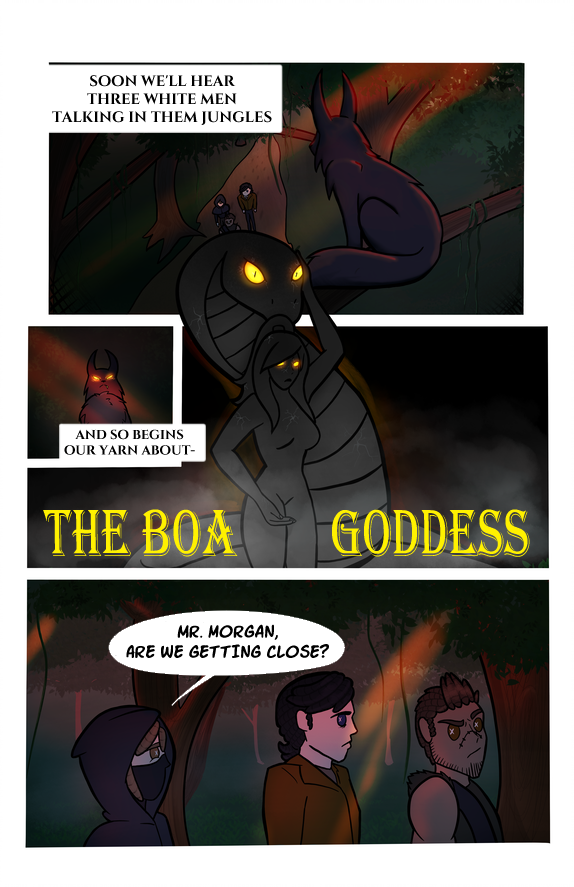 SOON WE'LL HEAR
THREE WHITE MEN
TALKING IN THEM JUNGLES
AND SO BEGINS
OUR YARN ABOUT-
THE BOA GODDESS
MR. MORGAN,
ARE WE GETTING CLOSE?